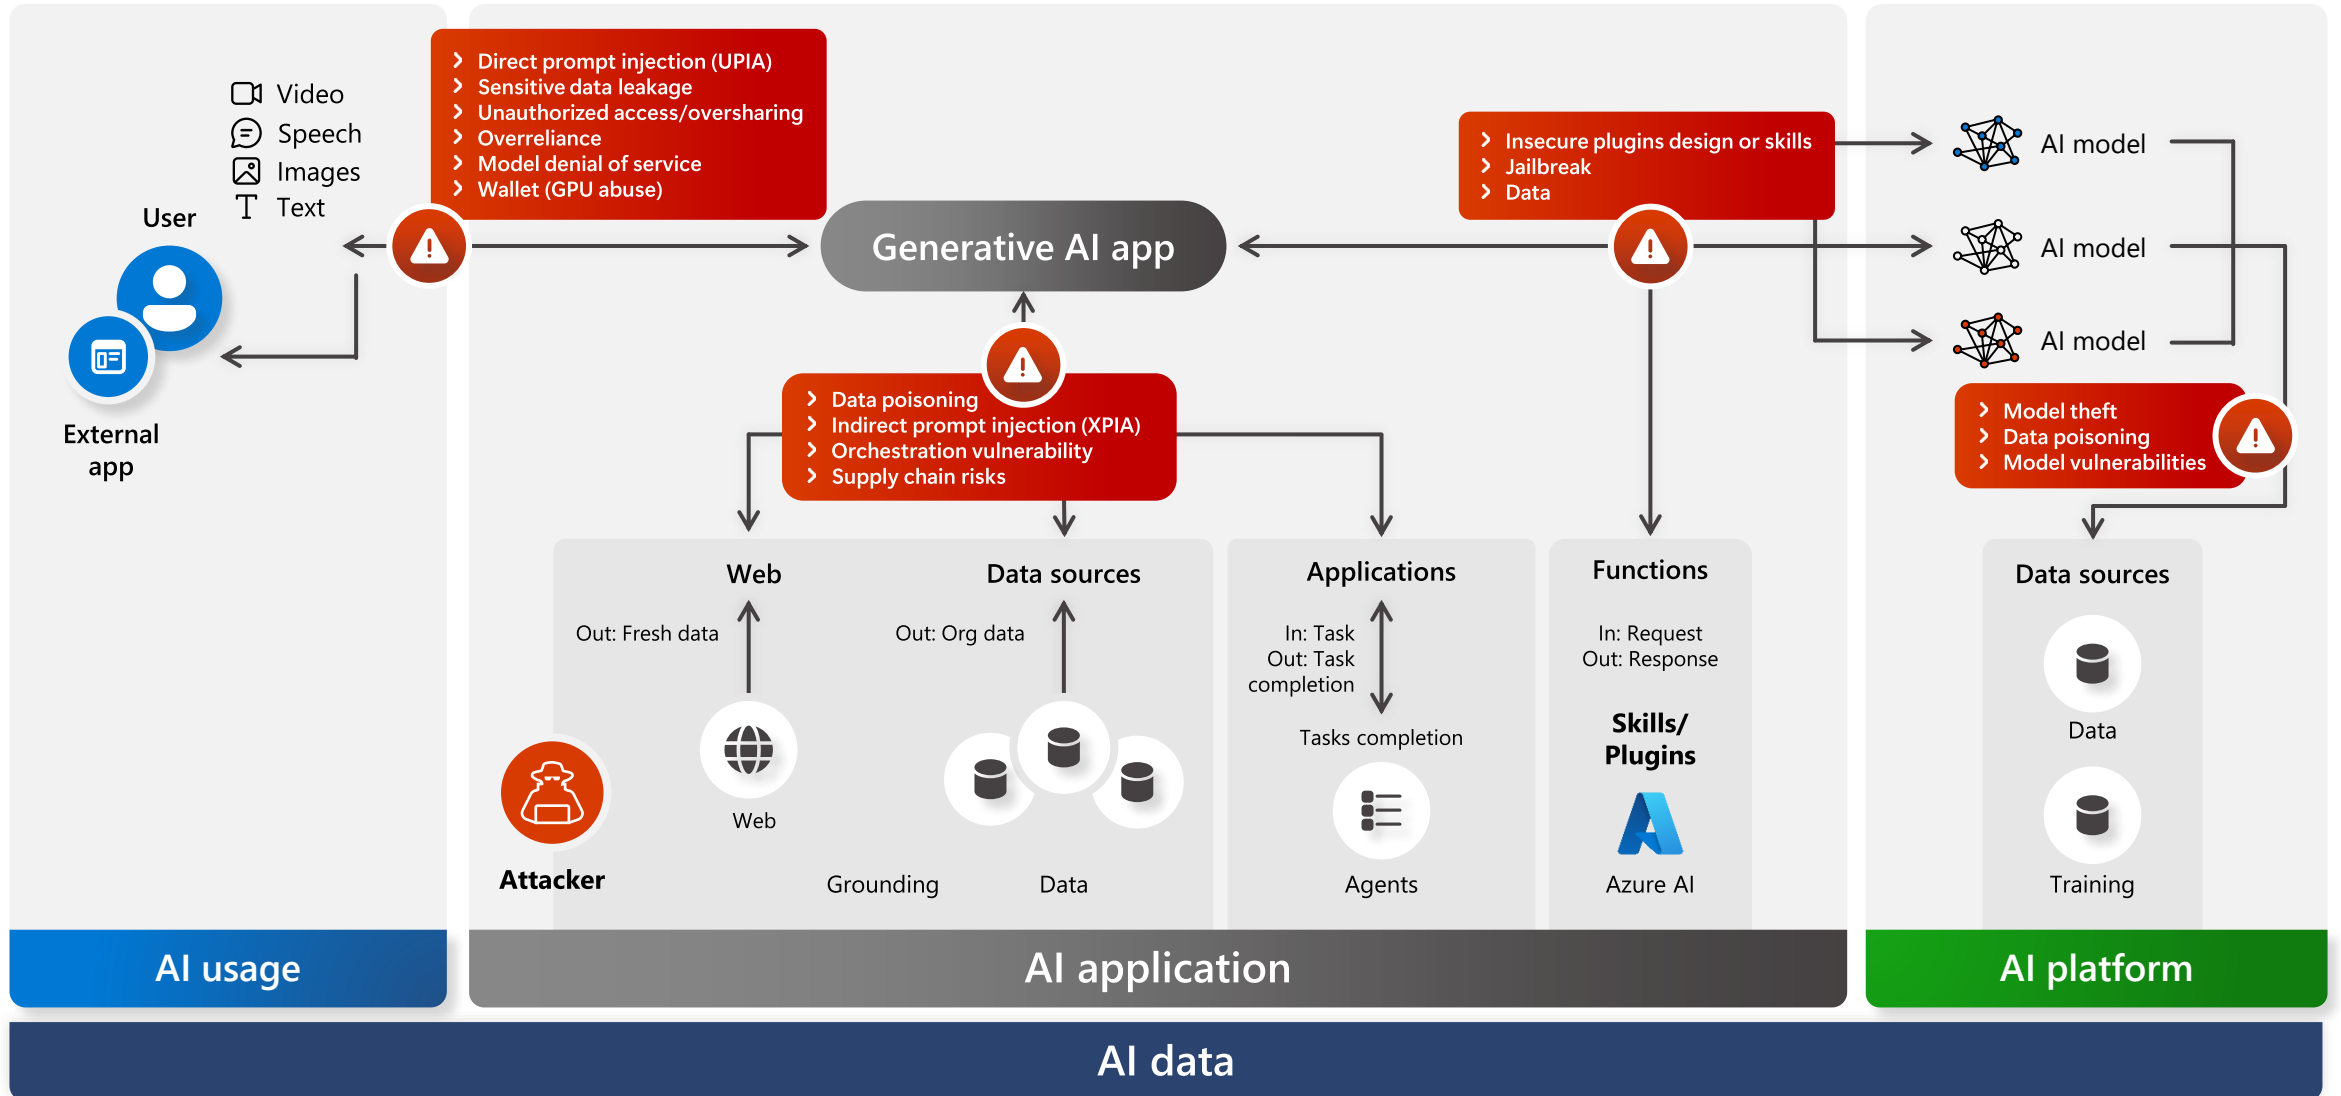 Direct prompt injection (UPIA)
Sensitive data leakage
Unauthorized access/oversharing
Overreliance
Model denial of service
Wallet (GPU abuse)
Video
Speech
Images
Text
User
External
app
Generative AI app
Insecure plugins design or skills
Jailbreak
Data
AI model
AI model
AI model
Data poisoning
Indirect prompt injection (XPIA)
Orchestration vulnerability
Supply chain risks
Model theft
Data poisoning
Model vulnerabilities
Web
Out: Fresh data
Web
Data sources
Out: Org data
Grounding
Data
Attacker
Applications
In: Task
Out: Task
completion
Tasks completion
Agents
Functions
In: Request
Out: Response
Skills/
Plugins
Azure AI
Data sources
Data
Training
AI usage
AI application
AI platform
AI data